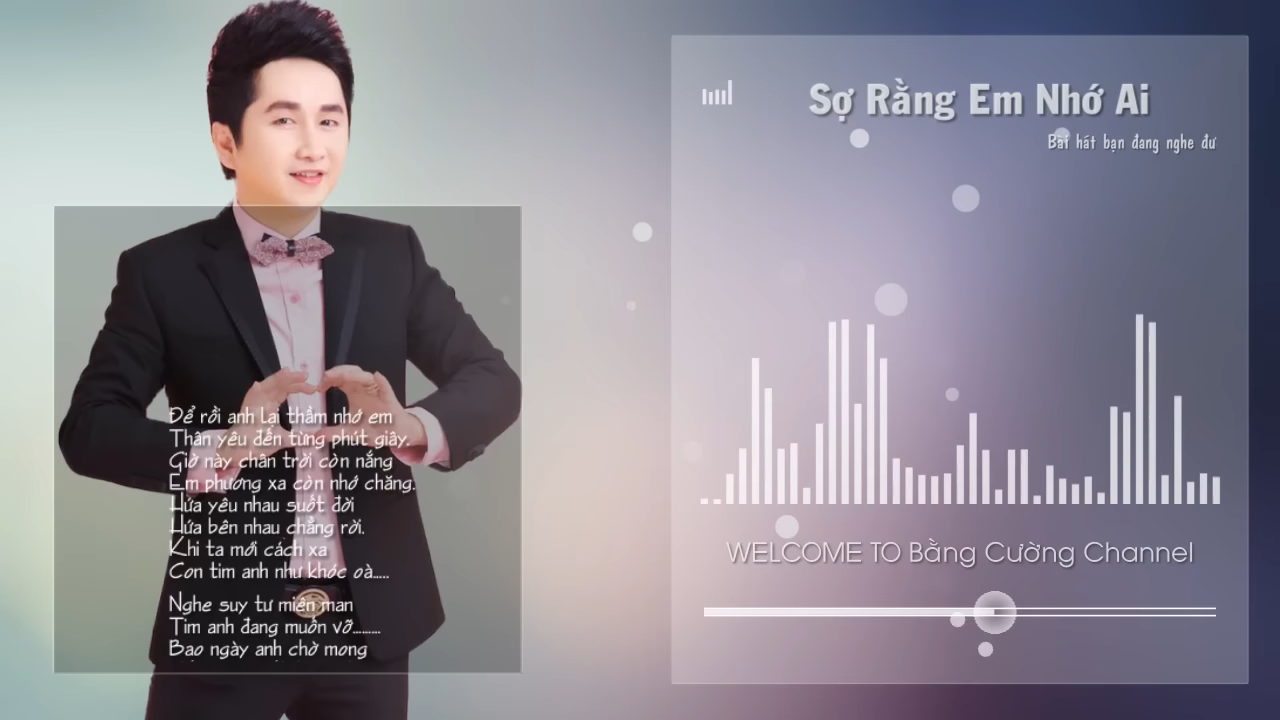 Sợ Rằng Em Nhớ Ai
Bài hát bạn đang nghe đư
Để rồi anh lại thầm nhớ em
Thân yêu đến từng phút giây.
Giờ này chân trời còn nắng
Em phương xa còn nhớ chăng.
Hứa yêu nhau suốt đời
Hứa bên nhau chẳng rời.
Khi ta mới cách xa
Con tim anh như khóc oà.....
Nghe suy tư miên man
Tim anh đang muốn vỡ.........
Bao ngày anh chờ mong
WELCOME TO Bằng Cường Channel